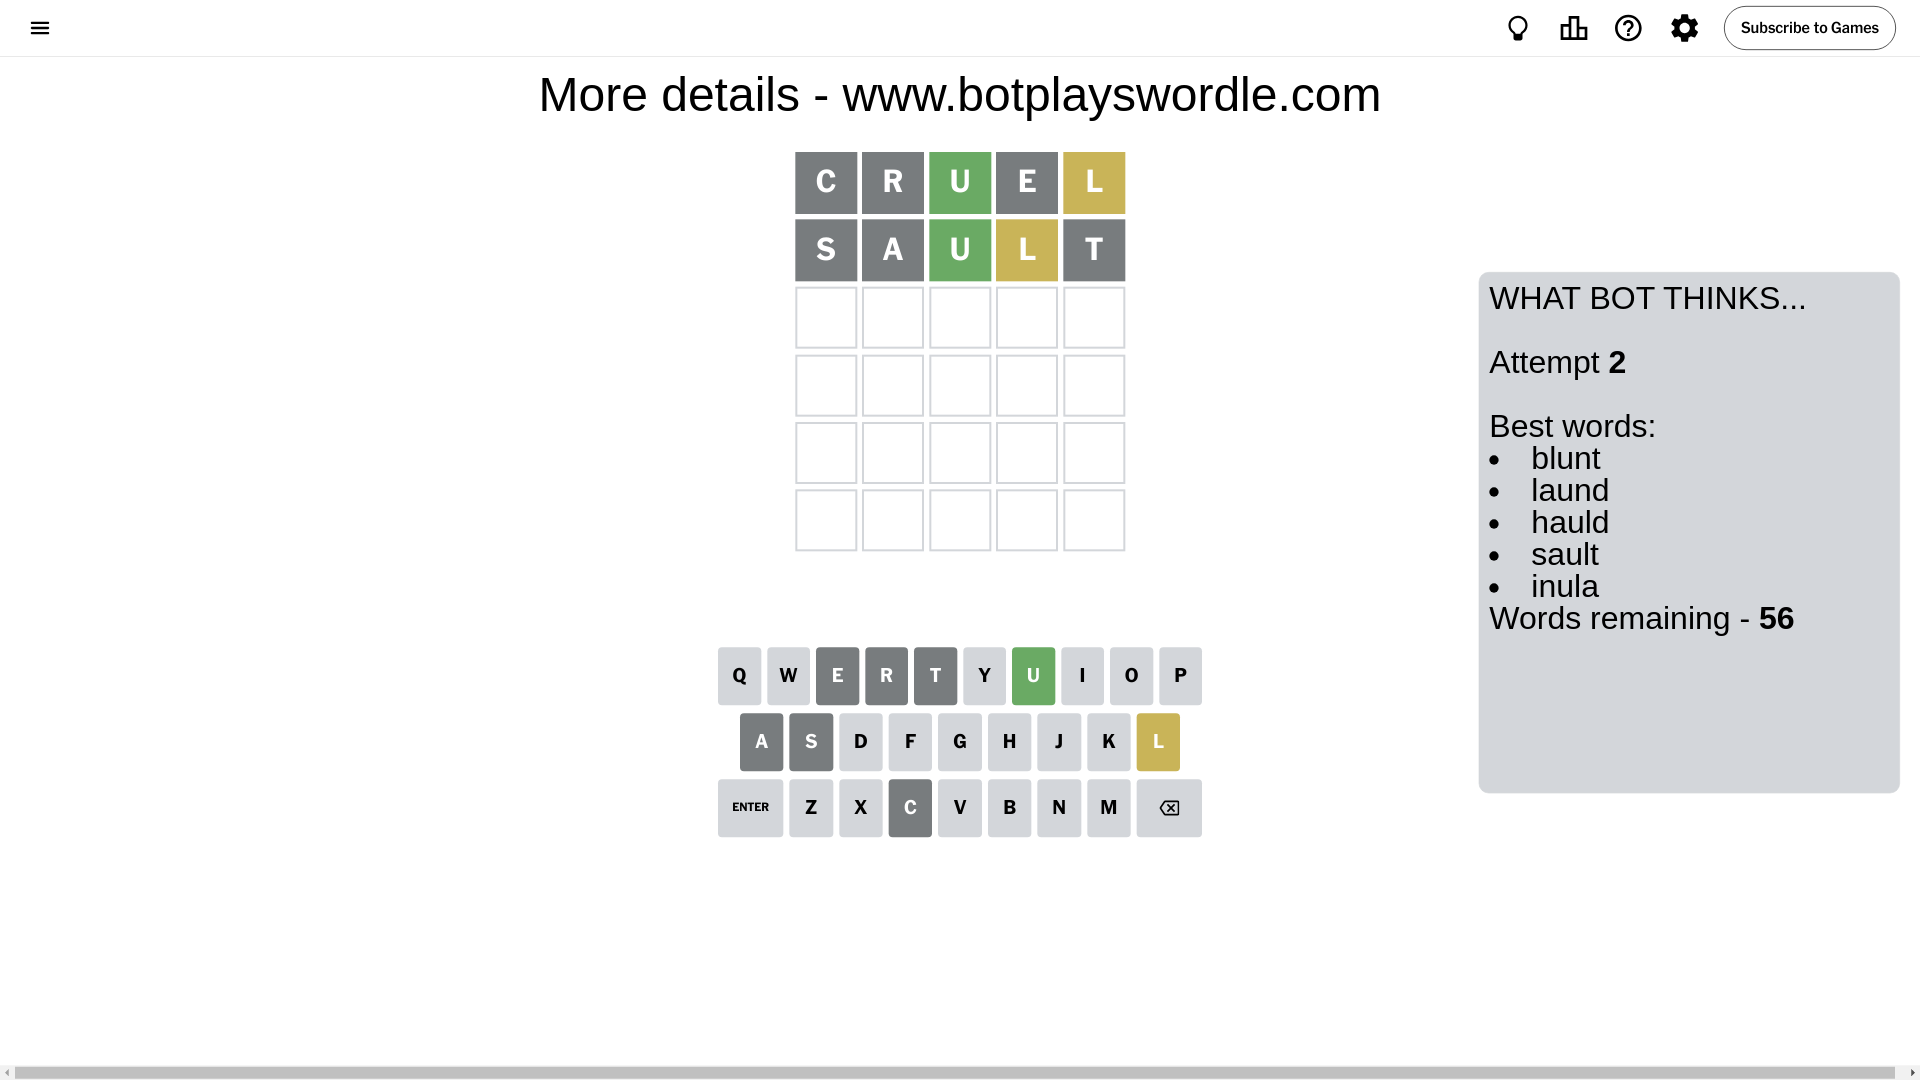 Subscribe to Games
More details - www.botplayswordle.com
C R U E L
S A U L T
WHAT BOT THINKS...
Attempt 2
Best words:
• blunt
• laund
• hauld
• sault
• inula
Words remaining - 56
Q W E R T Y U I O P
A S D F G H J K L
ENTER Z X C V B N M